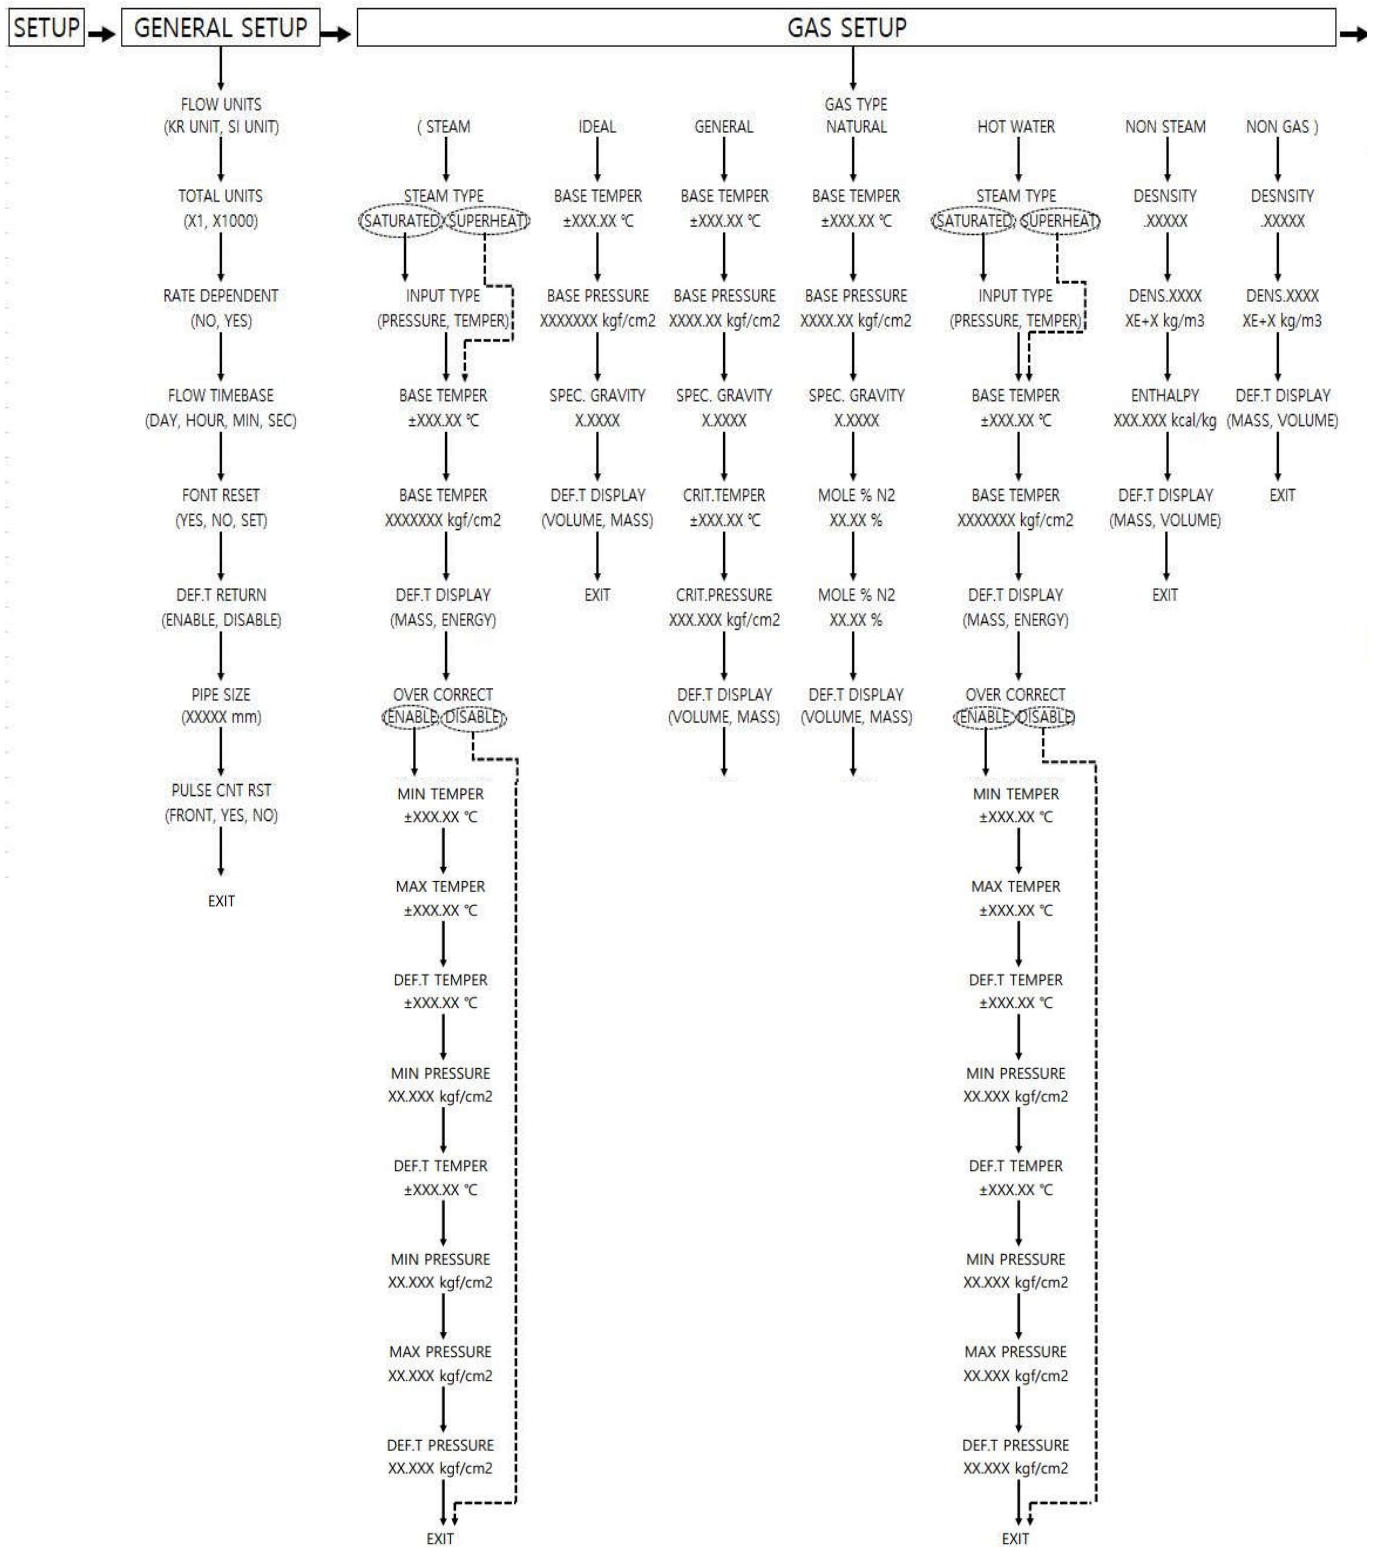 SETUP
GENERAL SETUP
GAS SETUP
FLOW UNITS
(KR UNIT, SI UNIT)
TOTAL UNITS
(X1, X1000)
RATE DEPENDENT
(NO, YES)
FLOW TIMEBASE
(DAY, HOUR, MIN, SEC)
FONT RESET
(YES, NO, SET)
DEF.T RETURN
(ENABLE, DISABLE)
PIPE SIZE
(XXXXX mm)
PULSE CNT RST
(FRONT, YES, NO)
EXIT
GAS TYPE
( STEAM
IDEAL
GENERAL
NATURAL
HOT WATER
NON STEAM
NON GAS )
STEAM TYPE
(SATURATED, SUPERHEAT)
INPUT TYPE
(PRESSURE, TEMPER)
BASE TEMPER
±XXX.XX ℃
BASE TEMPER
XXXXXXX kgf/cm2
DEF.T DISPLAY
(MASS, ENERGY)
OVER CORRECT
(ENABLE, DISABLE)
MIN TEMPER
±XXX.XX ℃
MAX TEMPER
±XXX.XX ℃
DEF.T TEMPER
±XXX.XX ℃
MIN PRESSURE
XX.XXX kgf/cm2
DEF.T TEMPER
±XXX.XX ℃
MIN PRESSURE
XX.XXX kgf/cm2
MAX PRESSURE
XX.XXX kgf/cm2
DEF.T PRESSURE
XX.XXX kgf/cm2
EXIT
BASE TEMPER
±XXX.XX ℃
BASE PRESSURE
XXXXXXX kgf/cm2
SPEC. GRAVITY
X.XXXX
DEF.T DISPLAY
(VOLUME, MASS)
EXIT
BASE TEMPER
±XXX.XX ℃
BASE PRESSURE
XXXX.XX kgf/cm2
SPEC. GRAVITY
X.XXXX
CRIT.TEMPER
±XXX.XX ℃
CRIT.PRESSURE
XXX.XXX kgf/cm2
DEF.T DISPLAY
(VOLUME, MASS)
BASE TEMPER
±XXX.XX ℃
BASE PRESSURE
XXXX.XX kgf/cm2
SPEC. GRAVITY
X.XXXX
MOLE % N2
XX.XX %
MOLE % N2
XX.XX %
DEF.T DISPLAY
(VOLUME, MASS)
STEAM TYPE
(SATURATED, SUPERHEAT)
INPUT TYPE
(PRESSURE, TEMPER)
BASE TEMPER
±XXX.XX ℃
BASE TEMPER
XXXXXXX kgf/cm2
DEF.T DISPLAY
(MASS, ENERGY)
OVER CORRECT
(ENABLE, DISABLE)
MIN TEMPER
±XXX.XX ℃
MAX TEMPER
±XXX.XX ℃
DEF.T TEMPER
±XXX.XX ℃
MIN PRESSURE
XX.XXX kgf/cm2
DEF.T TEMPER
±XXX.XX ℃
MIN PRESSURE
XX.XXX kgf/cm2
MAX PRESSURE
XX.XXX kgf/cm2
DEF.T PRESSURE
XX.XXX kgf/cm2
EXIT
DESNSITY
.XXXXX
DENS.XXXX
XE+X kg/m3
ENTHALPY
XXX.XXX kcal/kg
DEF.T DISPLAY
(MASS, VOLUME)
EXIT
DESNSITY
.XXXXX
DENS.XXXX
XE+X kg/m3
DEF.T DISPLAY
(MASS, VOLUME)
EXIT